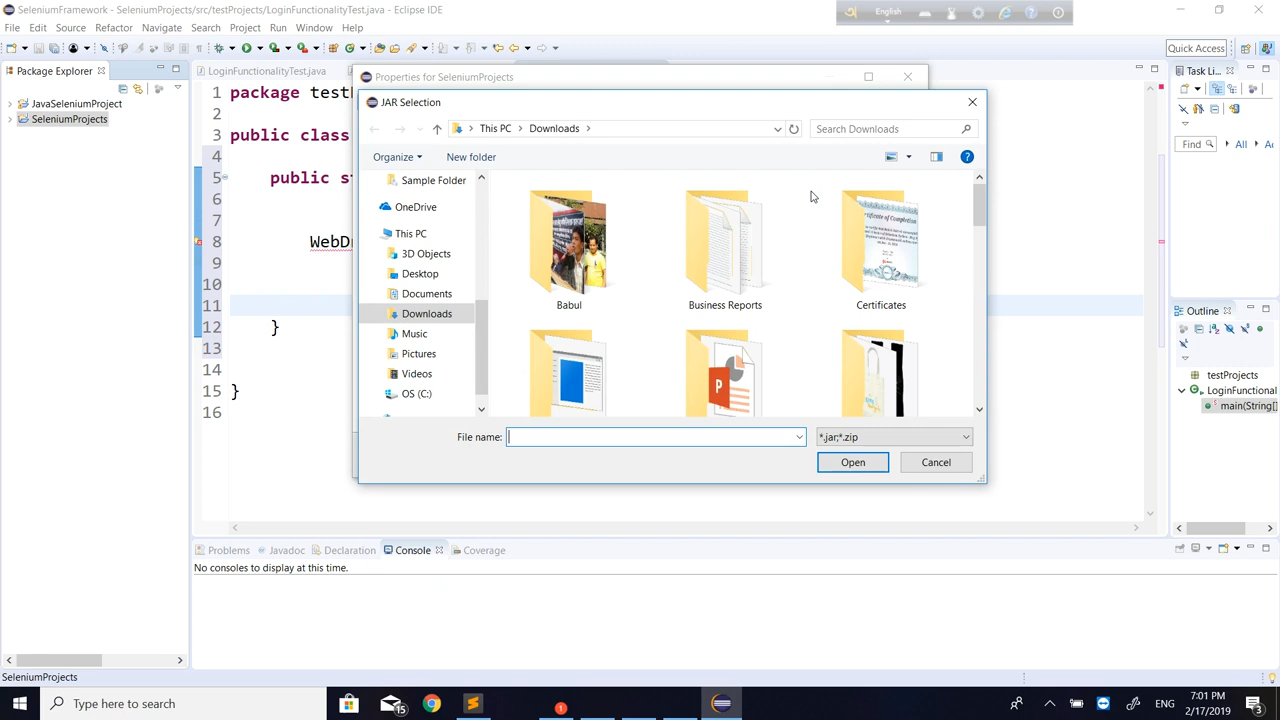 SeleniumFramework - SeleniumProjects/src/testProjects/LoginFunctionalityTest.java - Eclipse IDE
English
File Edit Source Refactor Navigate Search Project Run Window Help
Quick Access
Package Explorer
LoginFunctionalityTest.java
Properties for SeleniumProjects
Task Li...
JavaSeleniumProject
SeleniumProjects
1 package test
2
3 public class
4
5 public st
6
7
8 WebD
9
10
11
12 }
13
14
15 }
16
JAR Selection
This PC Downloads
Search Downloads
Organize New folder
Sample Folder
OneDrive
This PC
3D Objects
Desktop
Documents
Downloads
Music
Pictures
Videos
OS (C:)
Babul
Business Reports
Certificates
File name:
*.jar;*.zip
Open Cancel
Find All
Outline
testProjects
LoginFunctional
main(String[]
Problems Javadoc Declaration Console Coverage
No consoles to display at this time.
SeleniumProjects
Type here to search
15
1
ENG
7:01 PM
2/17/2019
3